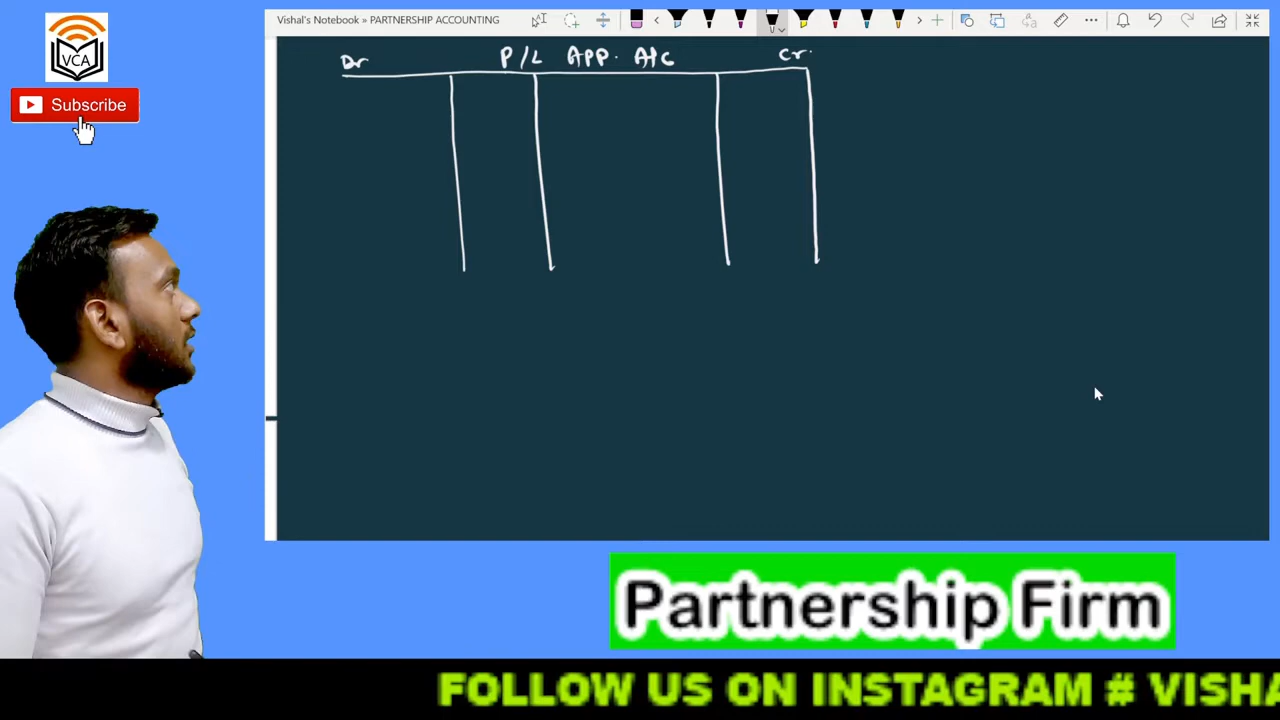 VCA
Subscribe
Vishal's Notebook » PARTNERSHIP ACCOUNTING
Dr P/L APP. A/C Cr.
Partnership Firm
FOLLOW US ON INSTAGRAM # VISHA